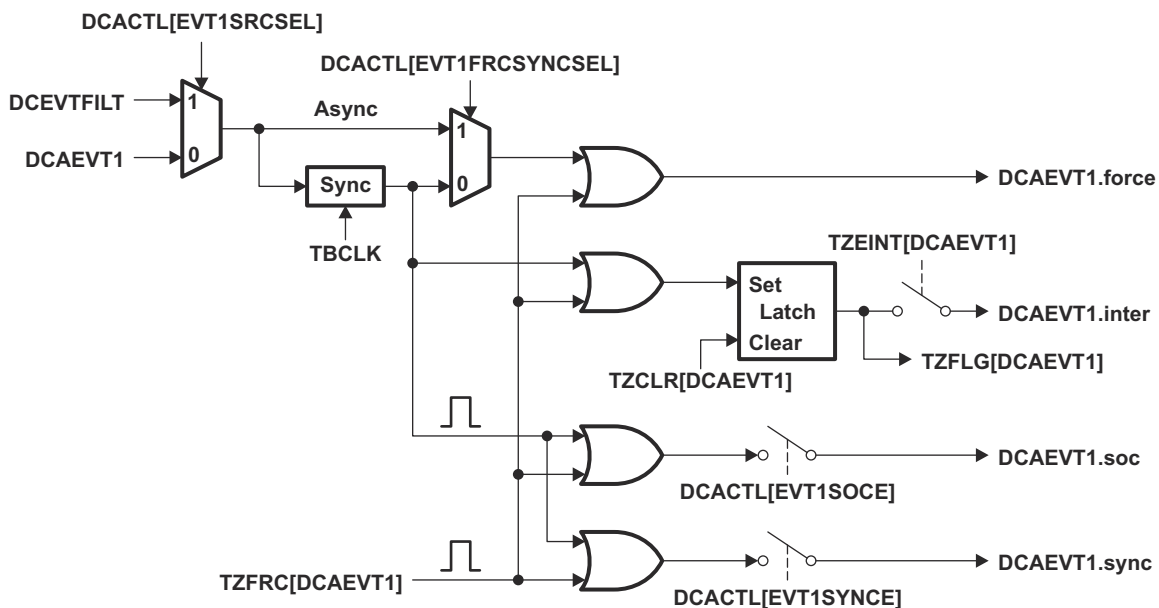 DCACTL[EVT1SRCSEL]
DCACTL[EVT1FRCSYNCSEL]
DCEVTFILT
1
Async
1
DCAEVT1
0
Sync
0
DCAEVT1.force
TBCLK
TZEINT[DCAEVT1]
Set
Latch
Clear
DCAEVT1.inter
TZCLR[DCAEVT1]
TZFLG[DCAEVT1]
DCAEVT1.soc
DCACTL[EVT1SOCE]
TZFRC[DCAEVT1]
DCAEVT1.sync
DCACTL[EVT1SYNCE]